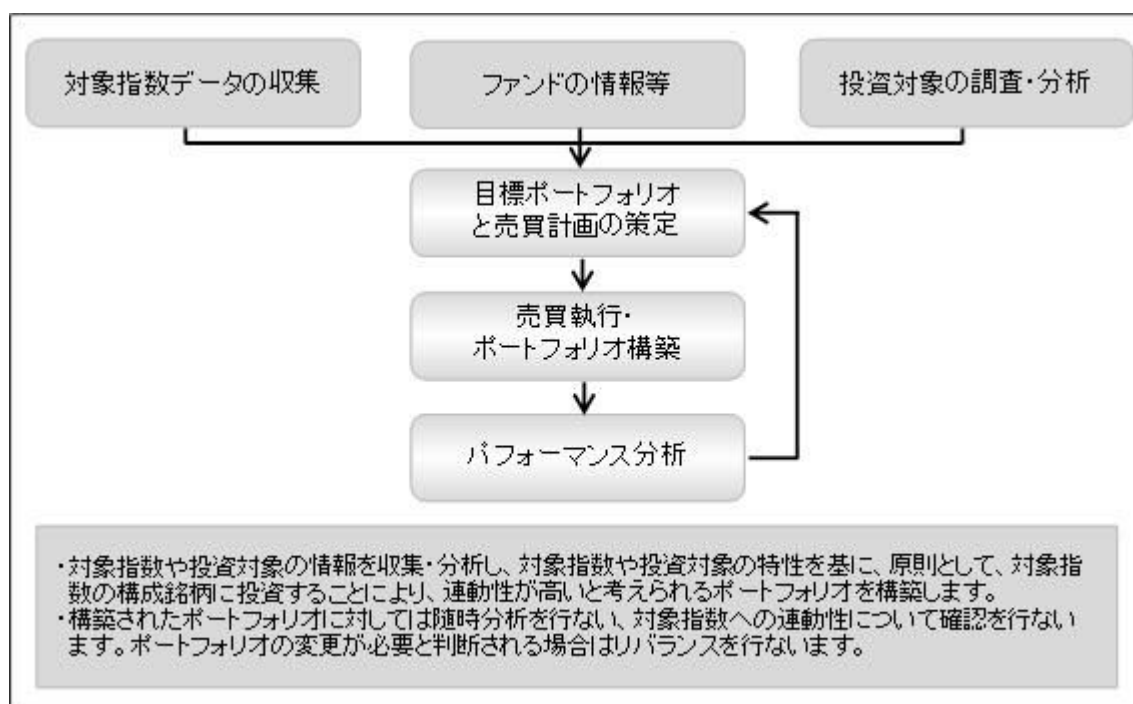 対象指数データの収集
ファンドの情報等
投資対象の調査・分析
目標ポートフォリオ
と売買計画の策定
売買執行・
ポートフォリオ構築
パフォーマンス分析
・対象指数や投資対象の情報を収集・分析し、対象指数や投資対象の特性を基に、原則として、対象指
数の構成銘柄に投資することにより、連動性が高いと考えられるポートフォリオを構築します。
・構築されたポートフォリオに対しては随時分析を行ない、対象指数への連動性について確認を行ない
ます。ポートフォリオの変更が必要と判断される場合はリバランスを行ないます。